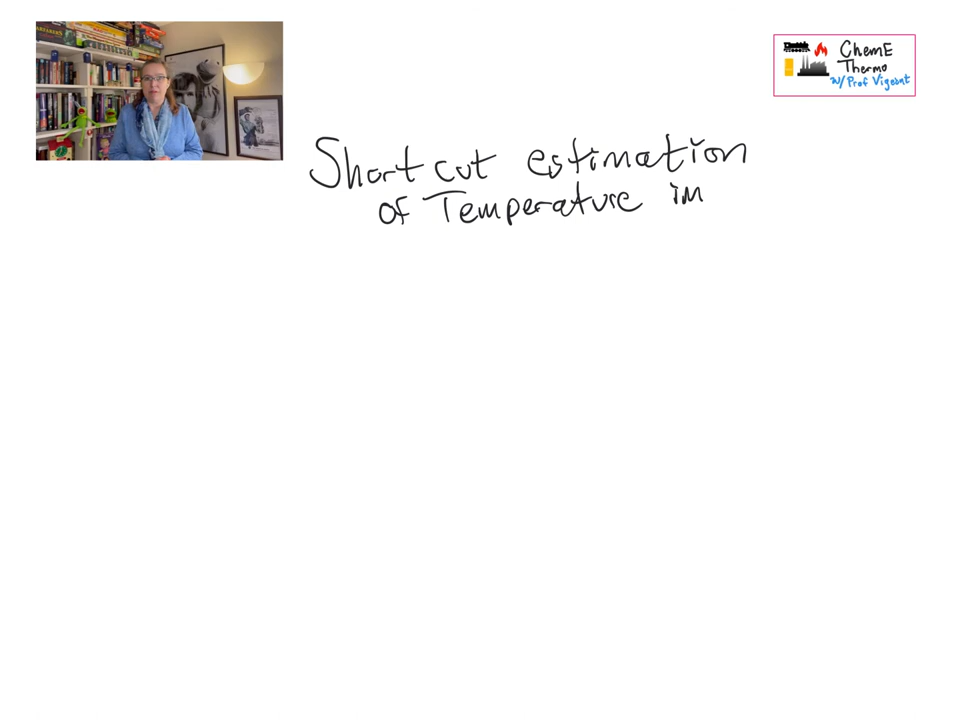 ChemE
Thermo
w/ Prof Vigeant
Shortcut estimation
of Temperature in